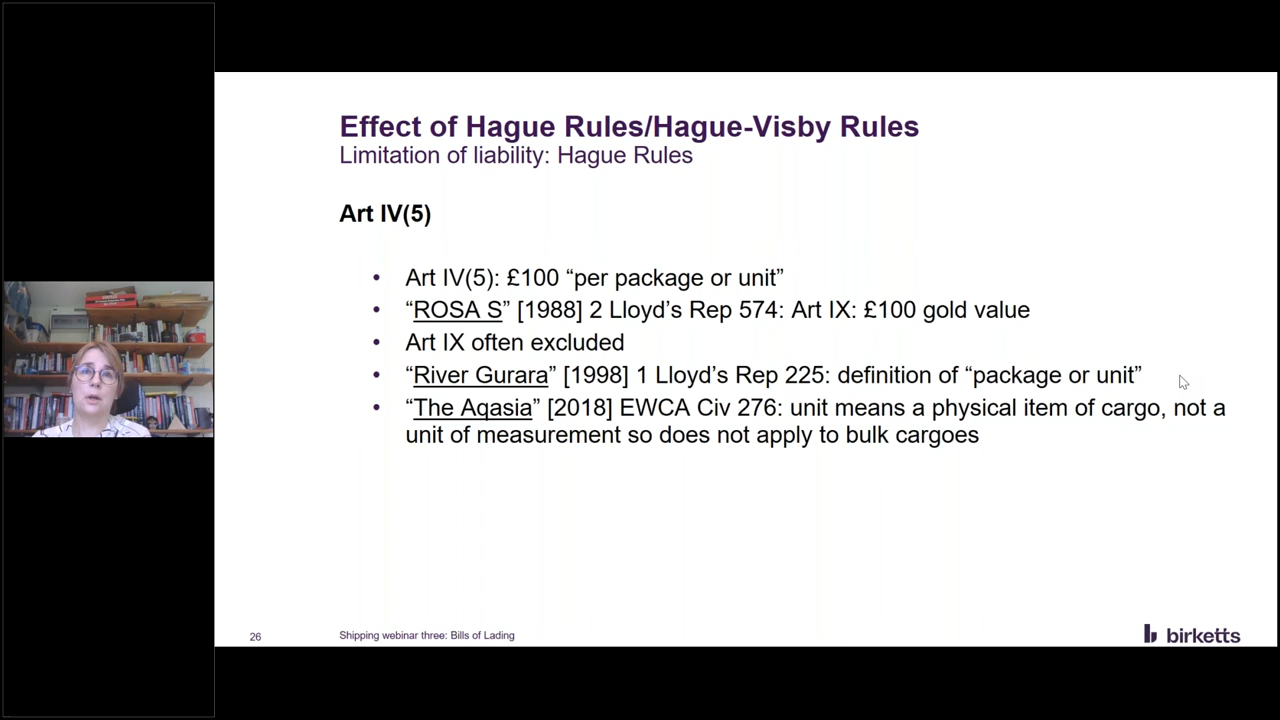 Effect of Hague Rules/Hague-Visby Rules
Limitation of liability: Hague Rules
Art IV(5)
• Art IV(5): £100 “per package or unit”
• “ROSA S” [1988] 2 Lloyd’s Rep 574: Art IX: £100 gold value
• Art IX often excluded
• “River Gurara” [1998] 1 Lloyd’s Rep 225: definition of “package or unit”
• “The Aqasia” [2018] EWCA Civ 276: unit means a physical item of cargo, not a
unit of measurement so does not apply to bulk cargoes
26
Shipping webinar three: Bills of Lading
birketts